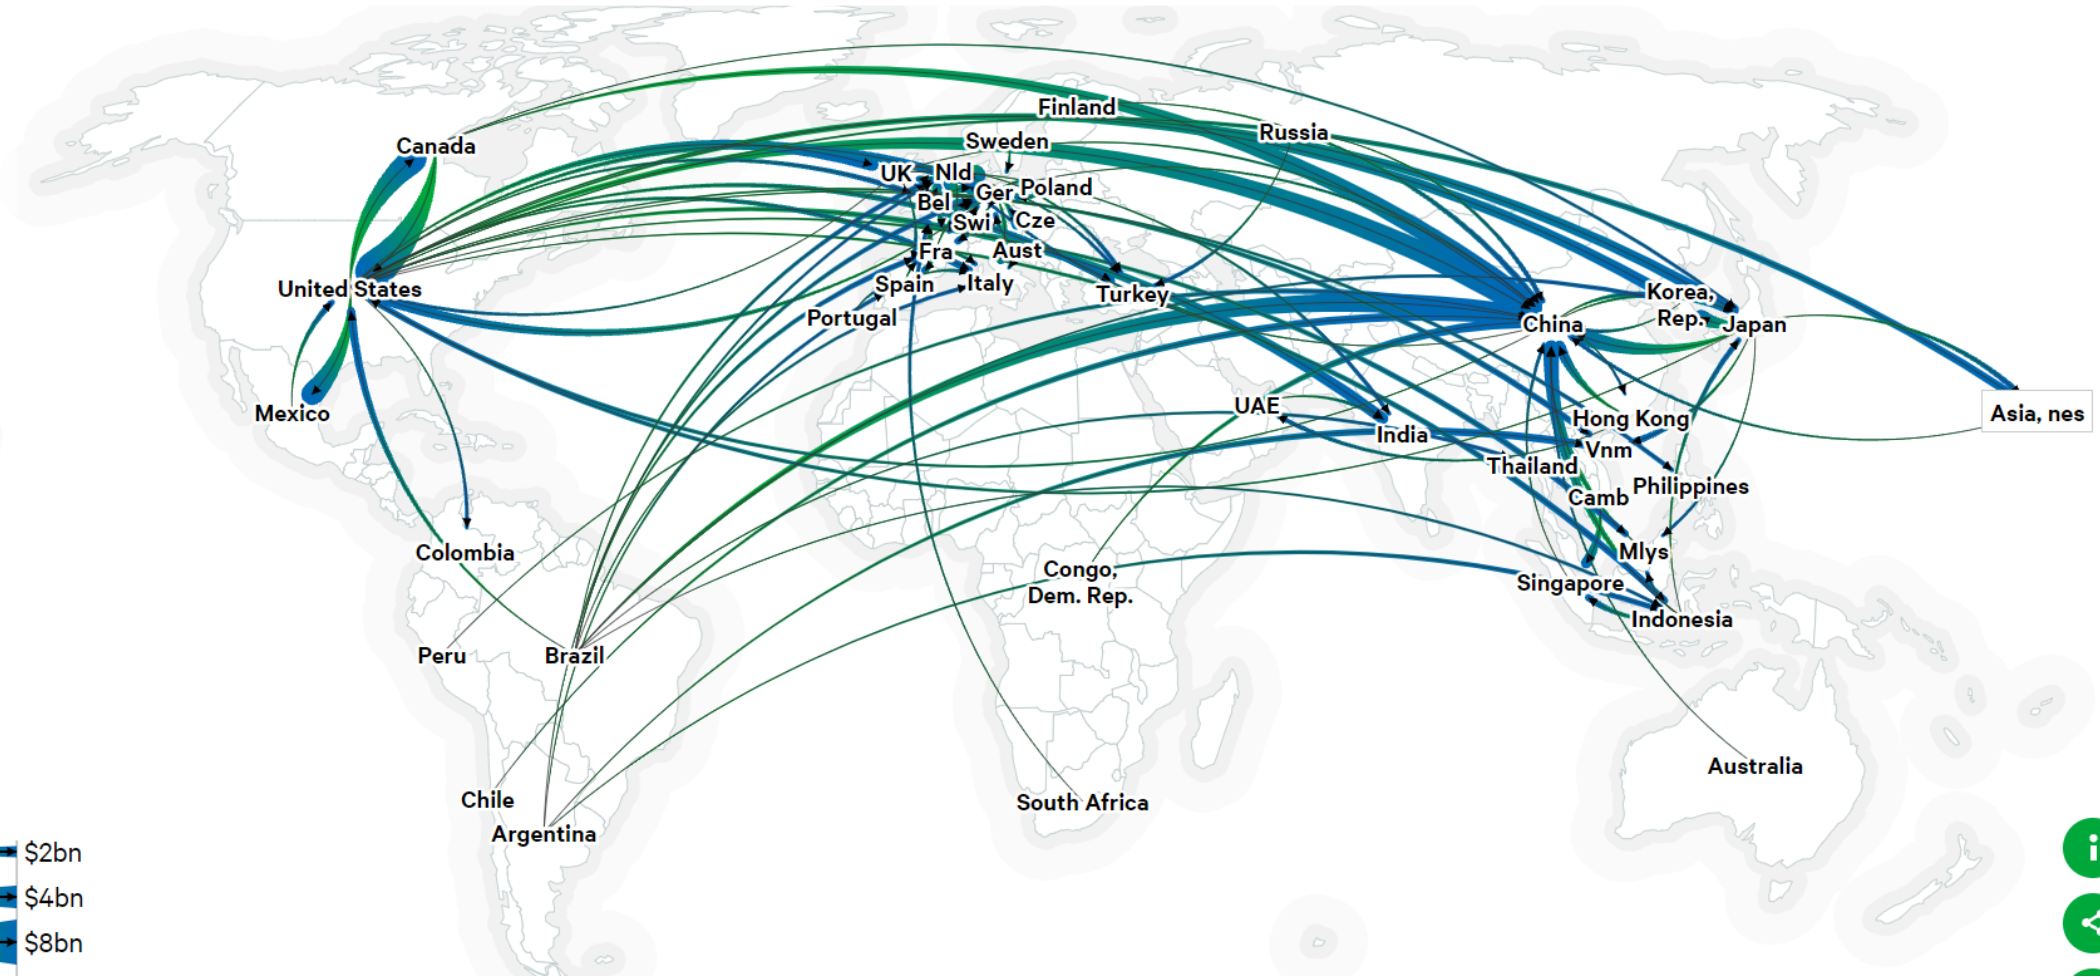 Finland
Russia
Canada
Sweden
UK
Nld
Ger
Poland
Bel
Swi
Cze
Fra
Aust
United States
Spain
Italy
Turkey
Korea,
Rep.
Portugal
China
Japan
Mexico
UAE
India
Hong Kong
Asia, nes
Vnm
Thailand
Camb
Philippines
Colombia
Mlys
Congo,
Dem. Rep.
Singapore
Indonesia
Peru
Brazil
Australia
Chile
South Africa
Argentina
$2bn
$4bn
$8bn
i